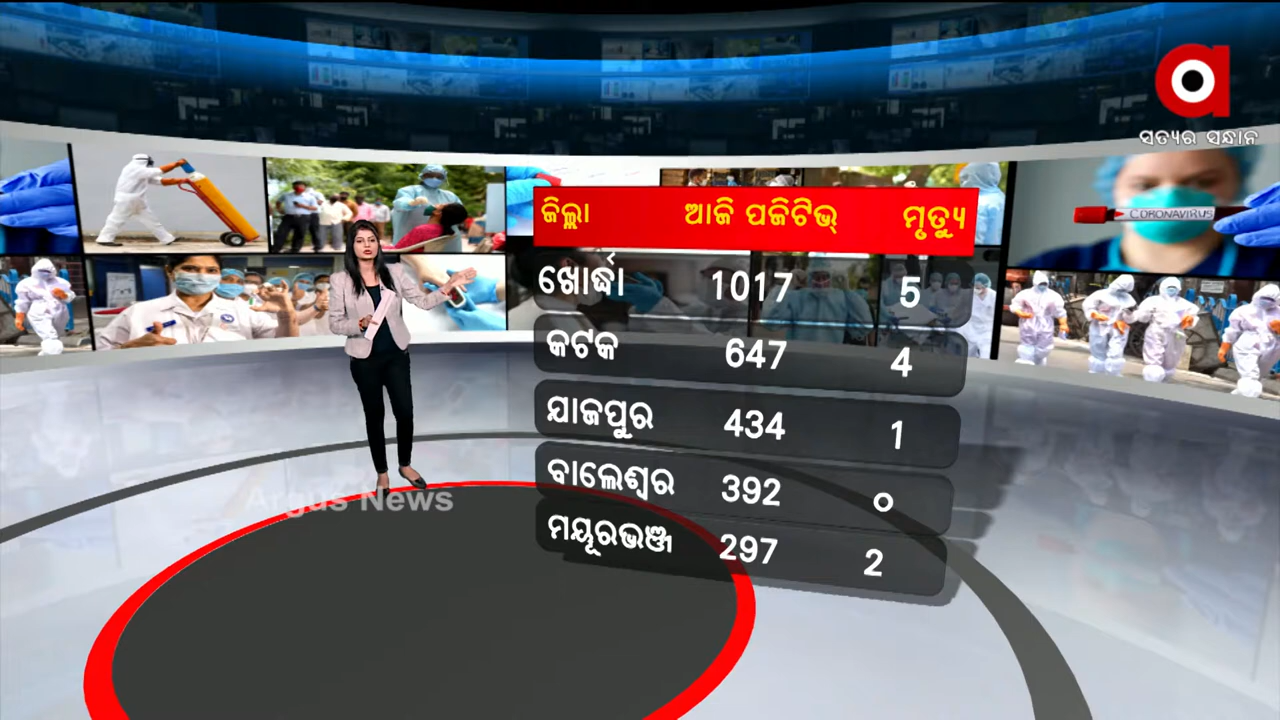 ସତ୍ୟର ସନ୍ଧାନ
CORONAVIRUS
ଜିଲ୍ଲା ଆଜି ପଜିଟିଭ୍ ମୃତ୍ୟୁ
ଖୋର୍ଦ୍ଧା 1017 5
କଟକ 647 4
ଯାଜପୁର 434 1
ବାଲେଶ୍ୱର 392 ୦
ମୟୂରଭଞ୍ଜ 297 2
Argus News